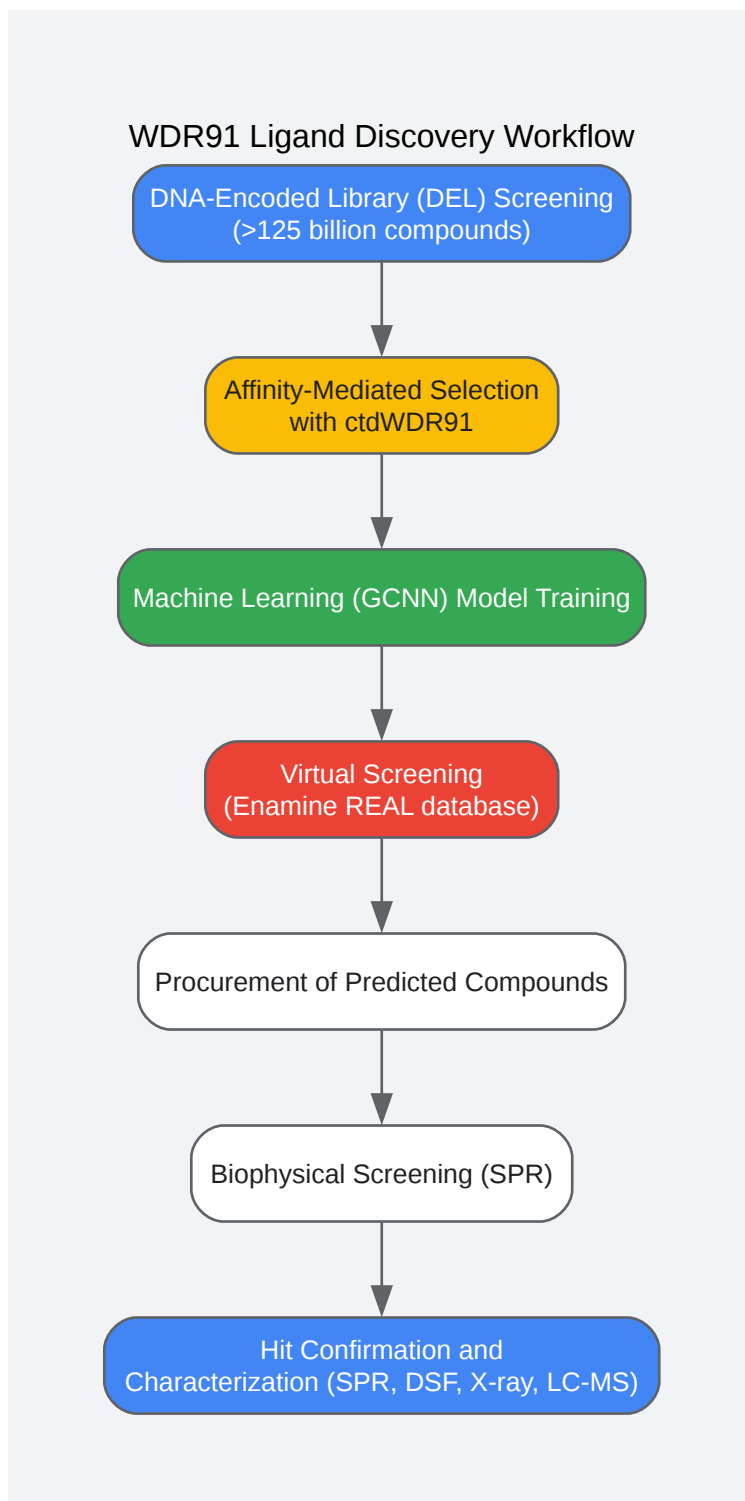 WDR91 Ligand Discovery Workflow
DNA-Encoded Library (DEL) Screening
(>125 billion compounds)
Affinity-Mediated Selection
with ctdWDR91
Machine Learning (GCNN) Model Training
Virtual Screening
(Enamine REAL database)
Procurement of Predicted Compounds
Biophysical Screening (SPR)
Hit Confirmation and
Characterization (SPR, DSF, X-ray, LC-MS)